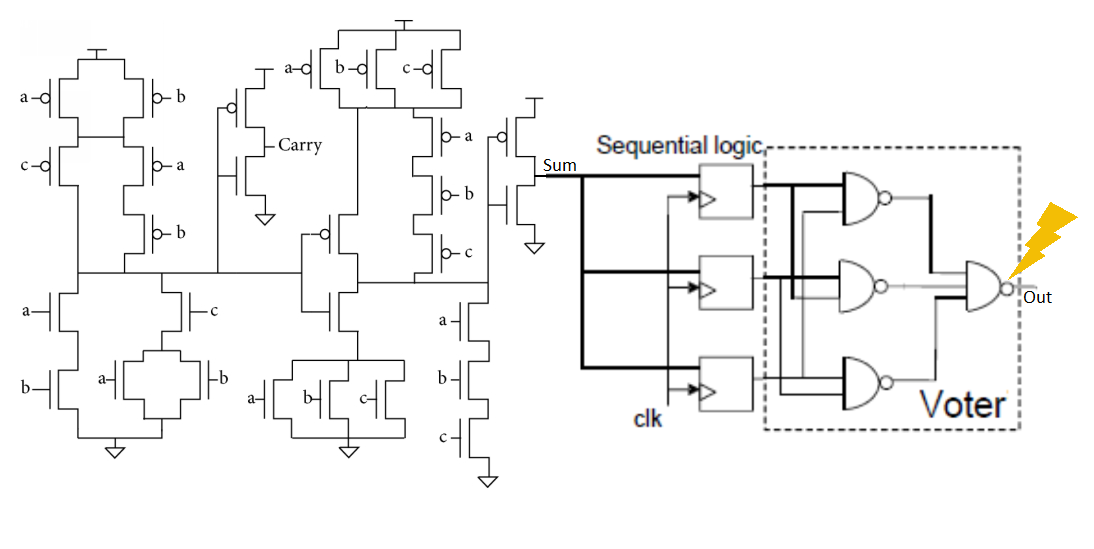 a b c
a b
c a
b
Carry
a
b
c
Sum
Sequential logic
a c
b a b
a b c
a
b
c
clk
Voter
Out